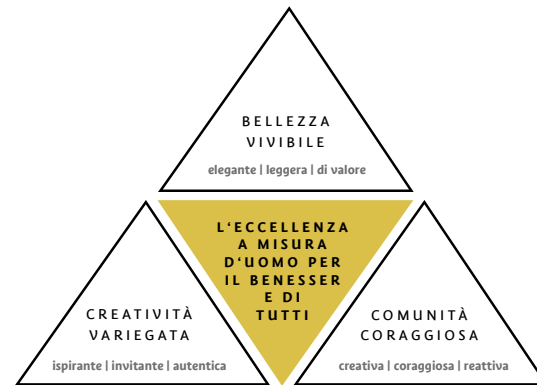 BELLEZZA
VIVIBILE
elegante | leggera | di valore
L‘ECCELLENZA
A MISURA
D‘UOMO PER
IL BENESSER
E DI
TUTTI
CREATIVITÀ
VARIEGATA
ispirante | invitante | autentica
COMUNITÀ
CORAGGIOSA
creativa | coraggiosa | reattiva